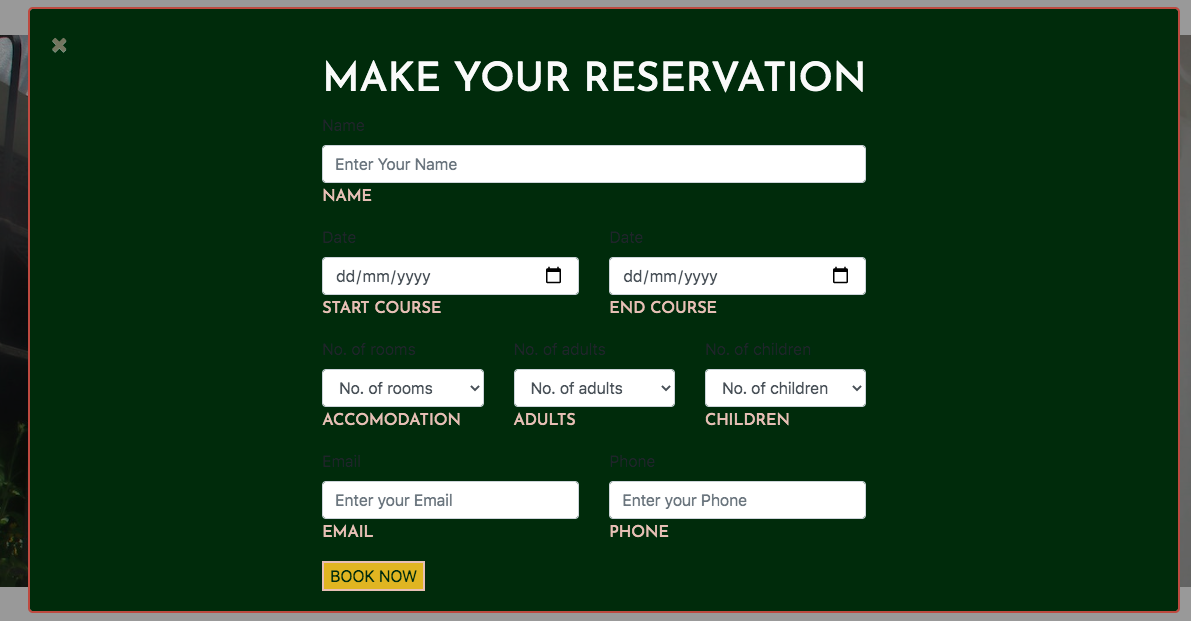 MAKE YOUR RESERVATION
Name
Enter Your Name
NAME
Date Date
dd/mm/yyyy dd/mm/yyyy
START COURSE END COURSE
No. of rooms No. of adults No. of children
No. of rooms No. of adults No. of children
ACCOMODATION ADULTS CHILDREN
Email Phone
Enter your Email Enter your Phone
EMAIL PHONE
BOOK NOW